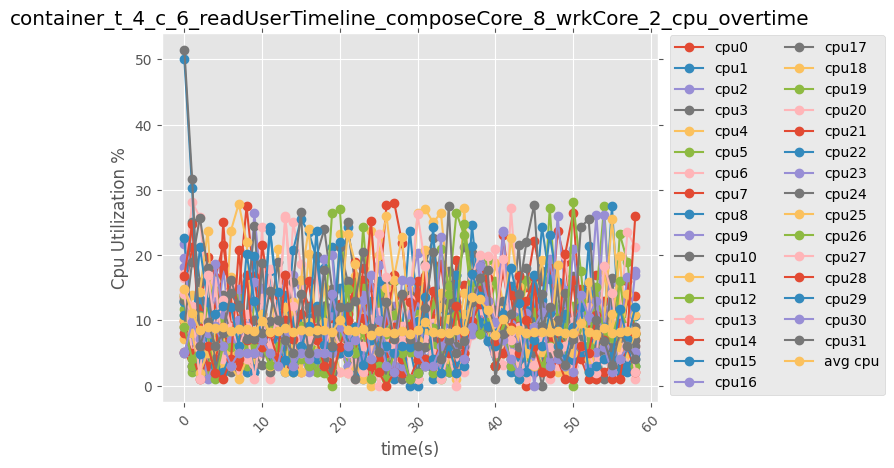 container_t_4_c_6_readUserTimeline_composeCore_8_wrkCore_2_cpu_overtime
Cpu Utilization %
50
40
30
20
10
0
0
10
20
30
40
50
60
time(s)
cpu0
cpu1
cpu2
cpu3
cpu4
cpu5
cpu6
cpu7
cpu8
cpu9
cpu10
cpu11
cpu12
cpu13
cpu14
cpu15
cpu16
cpu17
cpu18
cpu19
cpu20
cpu21
cpu22
cpu23
cpu24
cpu25
cpu26
cpu27
cpu28
cpu29
cpu30
cpu31
avg cpu